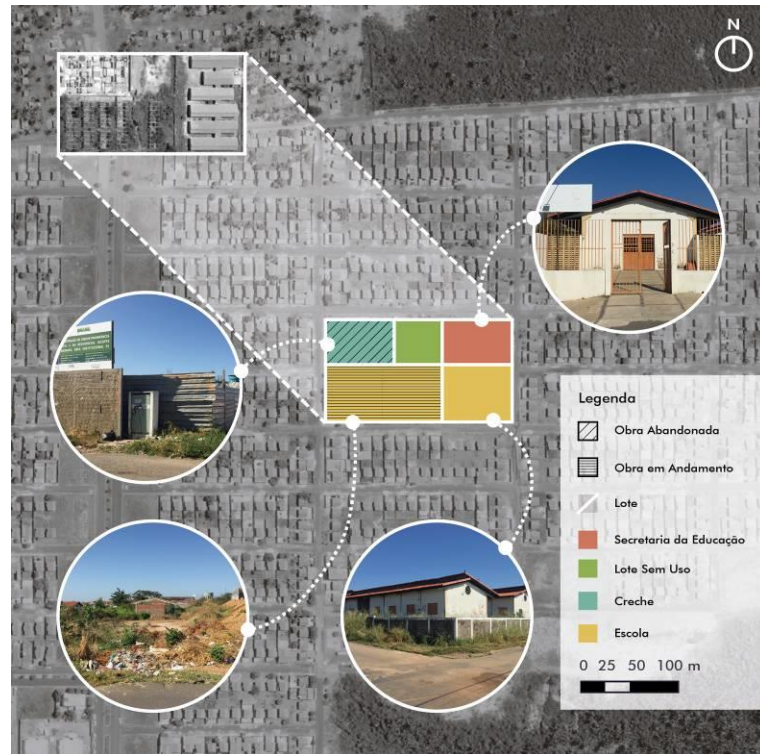 N
BRASIL
Legenda
Obra Abandonada
Obra em Andamento
Lote
Secretaria da Educação
Lote Sem Uso
Creche
Escola
0 25 50 100 m